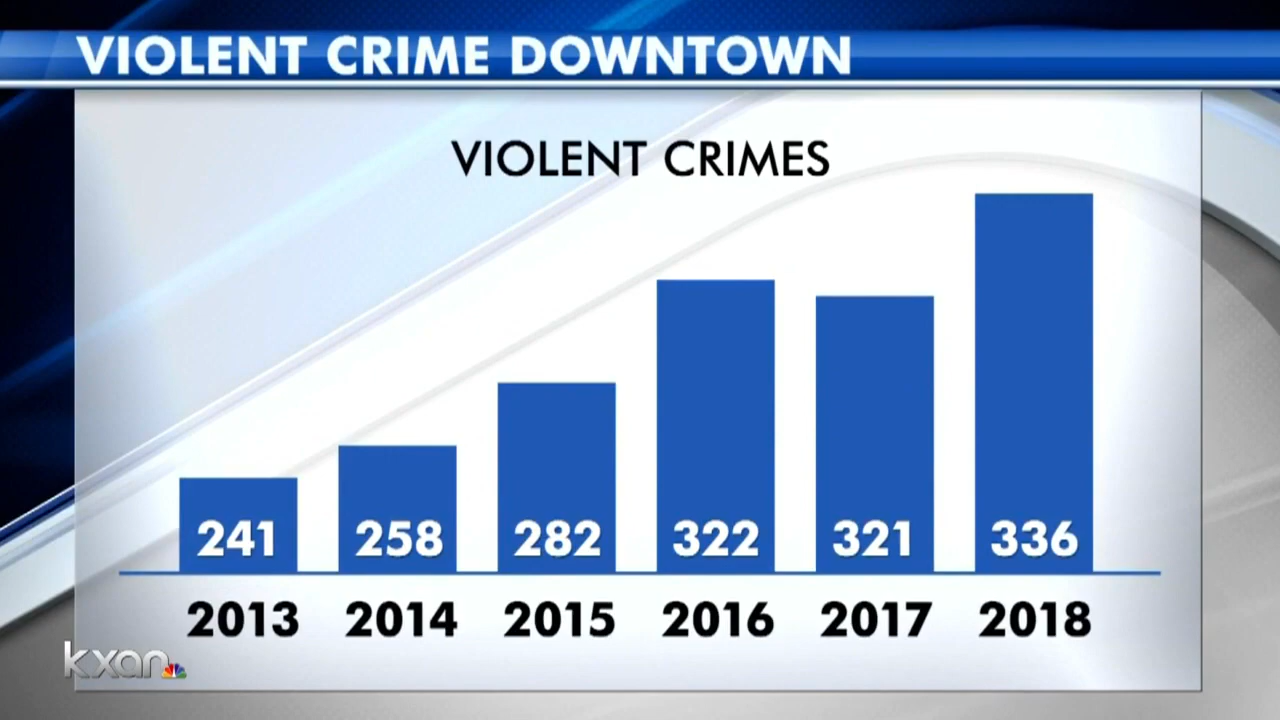 VIOLENT CRIME DOWNTOWN
VIOLENT CRIMES
241 258 282 322 321 336
2013 2014 2015 2016 2017 2018
kxan